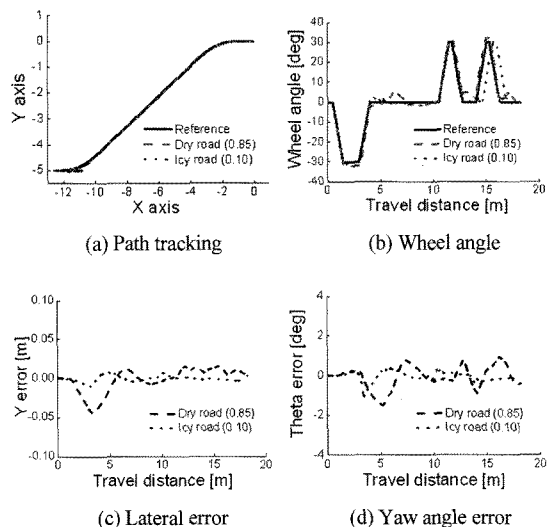 1
0
-1
-2
-3
-4
-5
-6
Y axis
Reference
Dry road (0.85)
Icy road (0.10)
-12 -10 -8 -6 -4 -2 0
X axis
(a) Path tracking
40
30
20
10
0
-10
-20
-30
-40
Wheel angle [deg]
Reference
Dry road (0.85)
Icy road (0.10)
0 5 10 15 20
Travel distance [m]
(b) Wheel angle
0.10
0.05
0.00
-0.05
-0.10
Y error [m]
Dry road (0.85)
Icy road (0.10)
0 5 10 15 20
Travel distance [m]
(c) Lateral error
4
2
0
-2
-4
Theta error [deg]
Dry road (0.85)
Icy road (0.10)
0 5 10 15 20
Travel distance [m]
(d) Yaw angle error